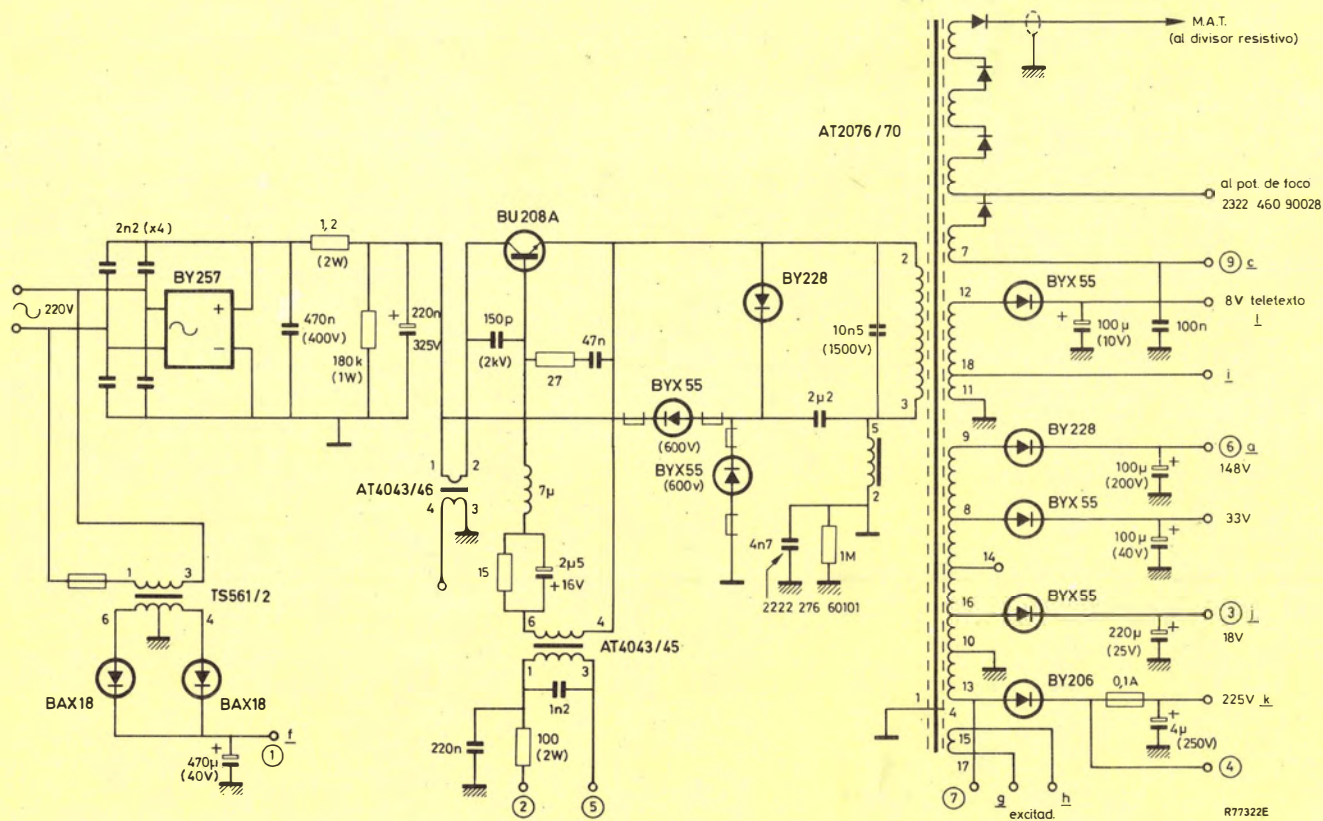 M.A.T.
(al divisor resistivo)
AT2076/70
al pot. de foco
2322 460 90028
2n2 (x4)
BY257
220V
+
−
1,2
(2W)
470n
(400V)
180k
(1W)
+
220n
325V
BU208A
150p
(2kV)
27
47n
BY228
10n5
(1500V)
2
3
7
9 c
12
BYX 55
8V teletexto
l
+
100µ
(10V)
100n
18
i
11
BYX 55
(600V)
BYX55
(600v)
2µ2
5
2
4n7
1M
2222 276 60101
9
BY228
6 a
148V
100µ
(200V)
+
8
BYX55
33V
100µ
(40V)
+
14
16
BYX55
3 j
18V
220µ
(25V)
+
10
13
BY206
0,1A
225V k
+
4µ
(250V)
1
4
15
17
4
7
g
h
excitad.
1
2
AT4043/46
4
3
7µ
15
2µ5
+16V
6
4
AT4043/45
1
3
1n2
220n
100
(2W)
2
5
1
3
TS561/2
6
4
BAX18
BAX18
f
1
+
470µ
(40V)
R77322E